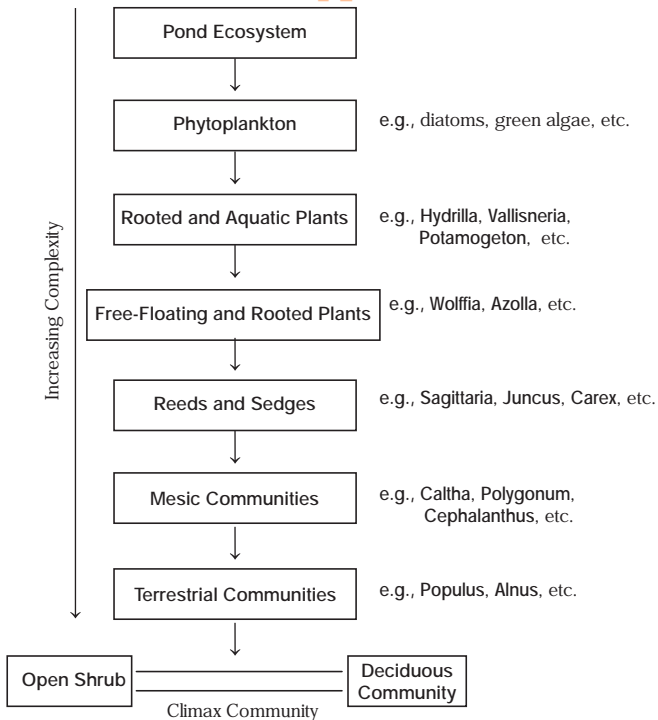 Pond Ecosystem
Phytoplankton
e.g., diatoms, green algae, etc.
Rooted and Aquatic Plants
e.g., Hydrilla, Vallisneria,
Potamogeton, etc.
Free-Floating and Rooted Plants
e.g., Wolffia, Azolla, etc.
Reeds and Sedges
e.g., Sagittaria, Juncus, Carex, etc.
Mesic Communities
e.g., Caltha, Polygonum,
Cephalanthus, etc.
Terrestrial Communities
e.g., Populus, Alnus, etc.
Increasing Complexity
Open Shrub
Deciduous
Community
Climax Community